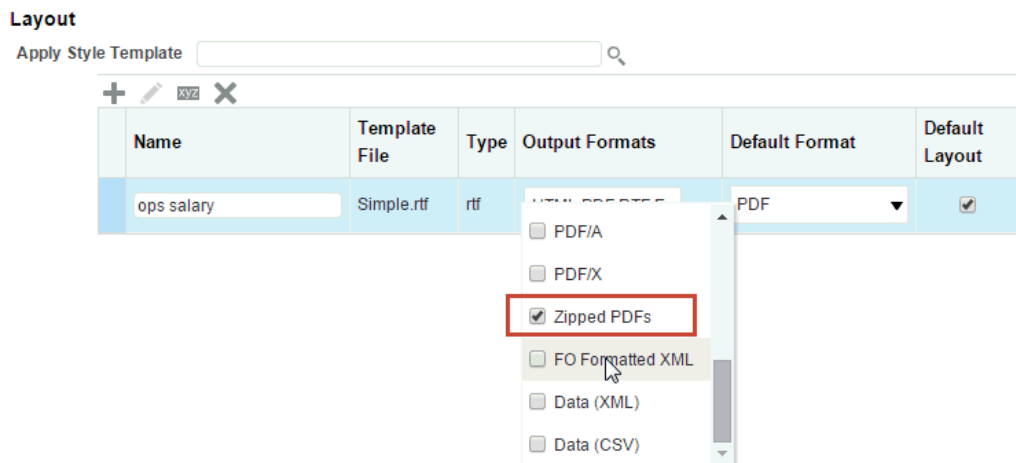 Layout
Apply Style Template
xyz
Name
Template File
Type
Output Formats
Default Format
Default Layout
ops salary
Simple.rtf
rtf
PDF
PDF/A
PDF/X
Zipped PDFs
FO Formatted XML
Data (XML)
Data (CSV)